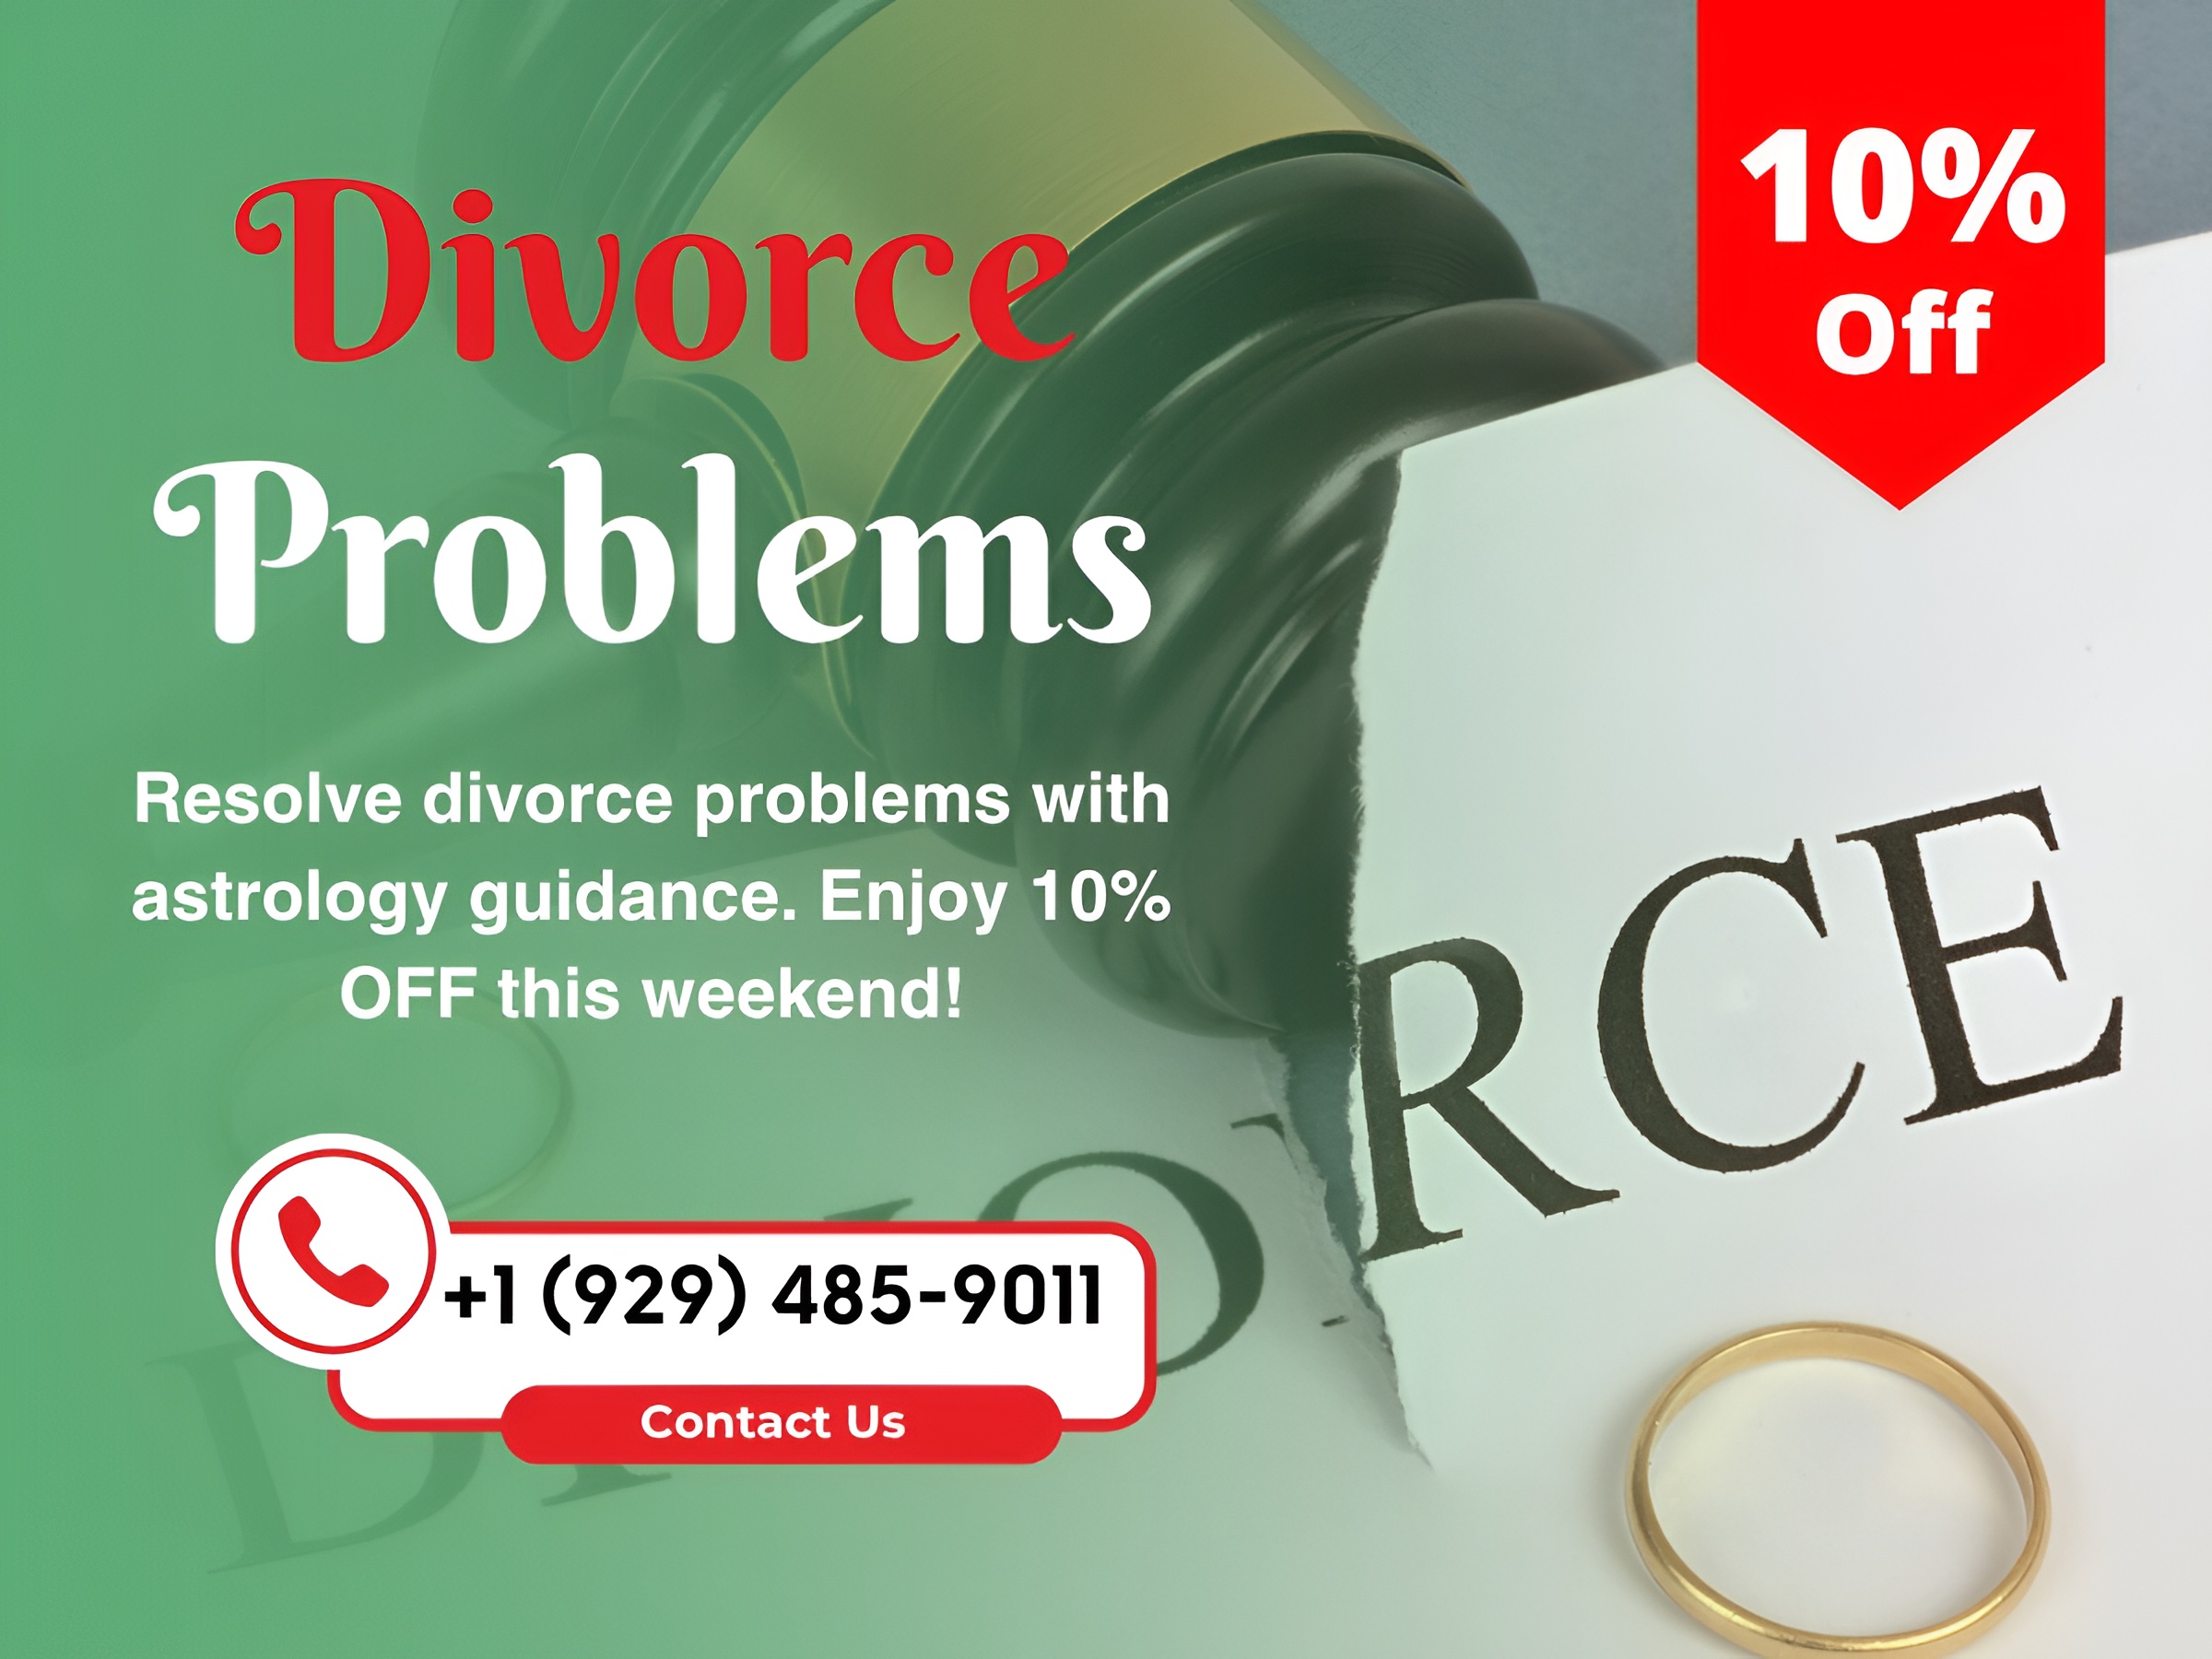 Divorce
Problems
10%
Off
Resolve divorce problems with
astrology guidance. Enjoy 10%
OFF this weekend!
+1 (929) 485-9011
Contact Us
RCE